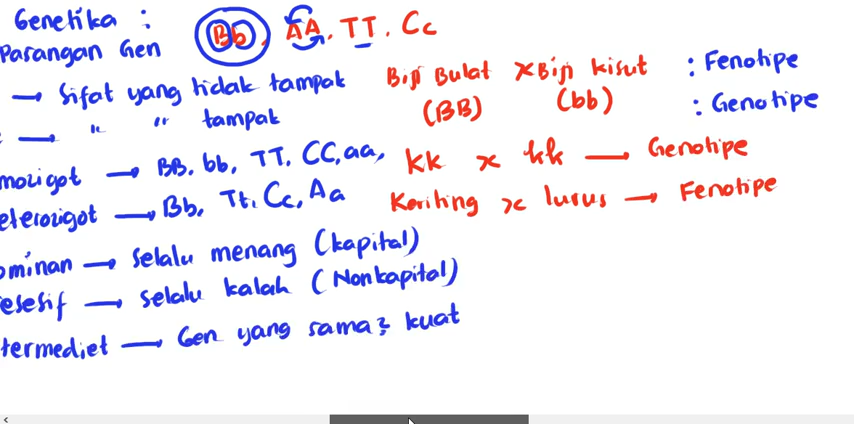 Genetika :
Pasangan Gen Bb, AA, TT, Cc
→ Sifat yang tidak tampak
→ " " tampak
mozigot → BB, bb, TT, CC, aa,
eterozigot → Bb, Tt, Cc, Aa
ominan → Selalu menang (kapital)
esesif → selalu kalah (Nonkapital)
termediet → Gen yang sama2 kuat
Biji Bulat x Biji kisut : Fenotipe
(BB) (bb) : Genotipe
KK x kk → Genotipe
Keriting x lurus → Fenotipe